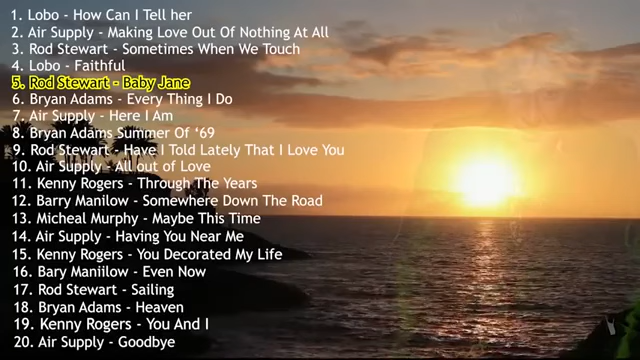 1. Lobo - How Can I Tell her
2. Air Supply - Making Love Out Of Nothing At All
3. Rod Stewart - Sometimes When We Touch
4. Lobo - Faithful
5. Rod Stewart - Baby Jane
6. Bryan Adams - Every Thing I Do
7. Air Supply - Here I Am
8. Bryan Adams Summer Of ‘69
9. Rod Stewart - Have I Told Lately That I Love You
10. Air Supply - All out of Love
11. Kenny Rogers - Through The Years
12. Barry Manilow - Somewhere Down The Road
13. Micheal Murphy - Maybe This Time
14. Air Supply - Having You Near Me
15. Kenny Rogers - You Decorated My Life
16. Bary Maniilow - Even Now
17. Rod Stewart - Sailing
18. Bryan Adams - Heaven
19. Kenny Rogers - You And I
20. Air Supply - Goodbye